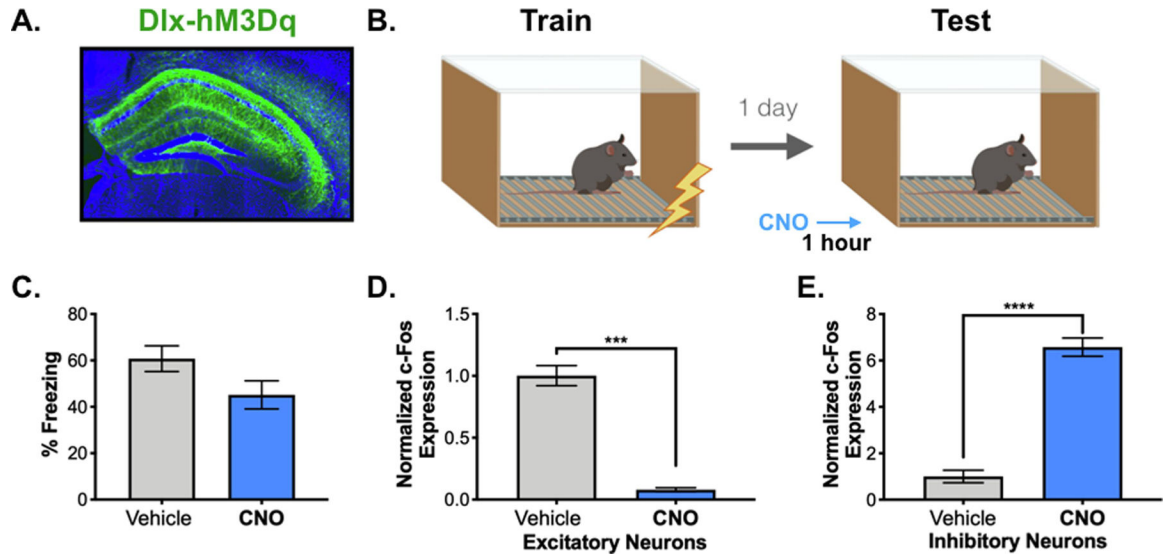 A.
Dlx-hM3Dq
B.
Train
Test
1 day
CNO
1 hour
C.
% Freezing
80
60
40
20
0
Vehicle
CNO
D.
Normalized c-Fos
Expression
1.5
1.0
0.5
0.0
***
Vehicle
CNO
Excitatory Neurons
E.
Normalized c-Fos
Expression
8
6
4
2
0
****
Vehicle
CNO
Inhibitory Neurons